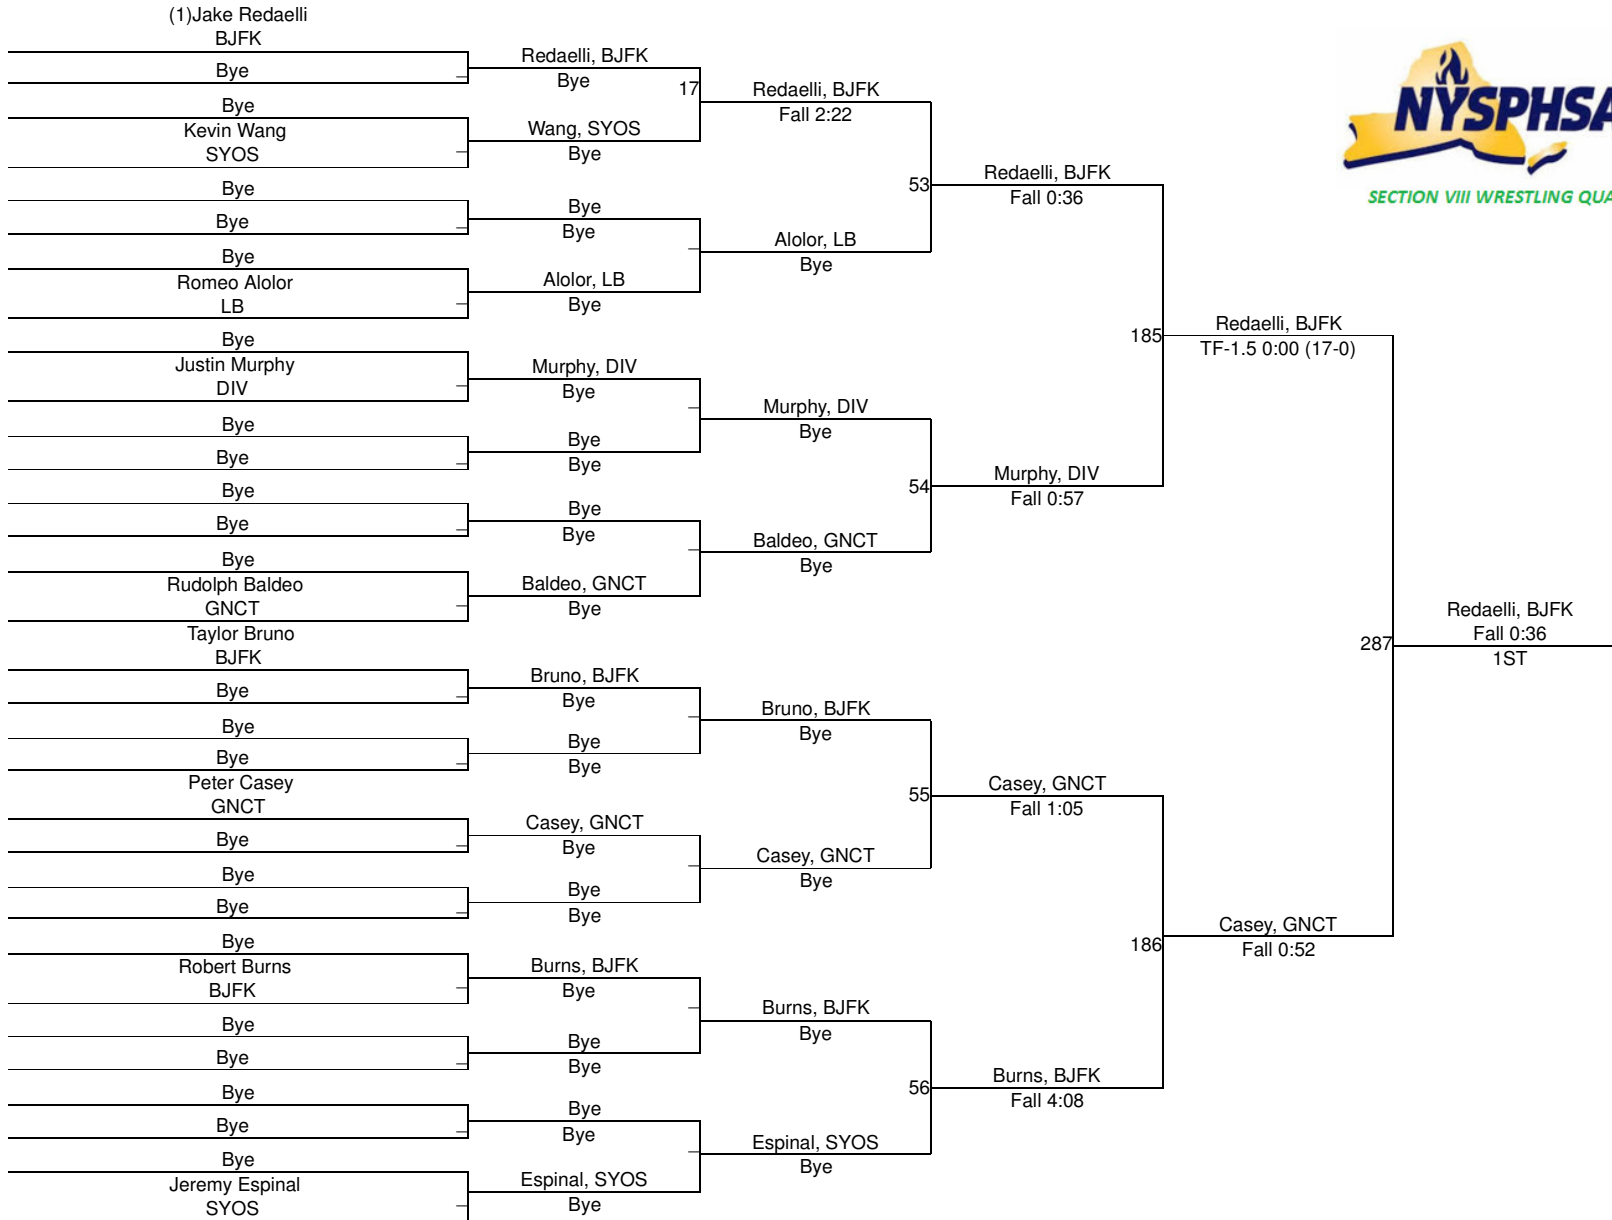 (1)Jake Redaelli
BJFK
Bye
Bye
Kevin Wang
SYOS
Bye
Bye
Bye
Romeo Alolor
LB
Bye
Justin Murphy
DIV
Bye
Bye
Bye
Bye
Bye
Rudolph Baldeo
GNCT
Taylor Bruno
BJFK
Bye
Bye
Bye
Peter Casey
GNCT
Bye
Bye
Bye
Bye
Robert Burns
BJFK
Bye
Bye
Bye
Bye
Bye
Jeremy Espinal
SYOS
Redaelli, BJFK
Bye
Wang, SYOS
Bye
Bye
Bye
Alolor, LB
Bye
Murphy, DIV
Bye
Bye
Bye
Bye
Bye
Baldeo, GNCT
Bye
Bruno, BJFK
Bye
Bye
Bye
Casey, GNCT
Bye
Bye
Bye
Burns, BJFK
Bye
Bye
Bye
Bye
Bye
Espinal, SYOS
Bye
17
Redaelli, BJFK
Fall 2:22
Alolor, LB
Bye
Murphy, DIV
Bye
Baldeo, GNCT
Bye
Bruno, BJFK
Bye
Casey, GNCT
Bye
Burns, BJFK
Bye
Espinal, SYOS
Bye
53
Redaelli, BJFK
Fall 0:36
54
Murphy, DIV
Fall 0:57
55
Casey, GNCT
Fall 1:05
56
Burns, BJFK
Fall 4:08
185
Redaelli, BJFK
TF-1.5 0:00 (17-0)
186
Casey, GNCT
Fall 0:52
287
Redaelli, BJFK
Fall 0:36
1ST
NYSPHSA
SECTION VIII WRESTLING QUA